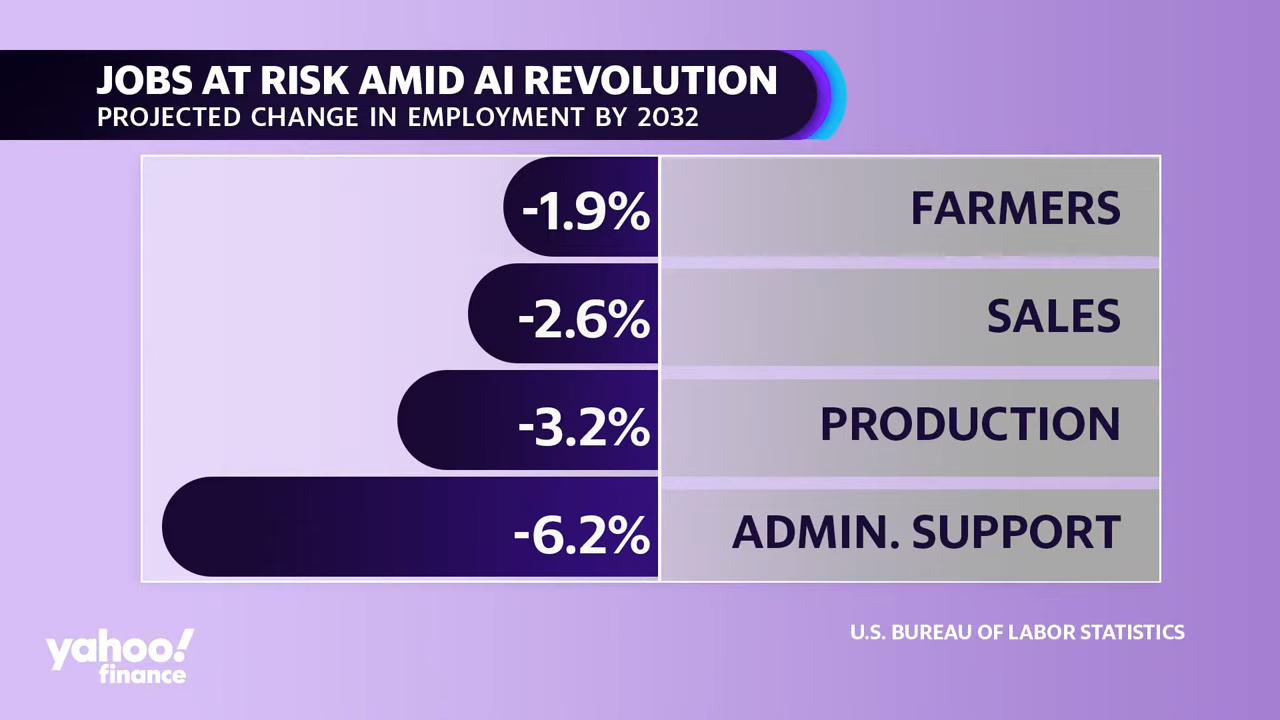 JOBS AT RISK AMID AI REVOLUTION
PROJECTED CHANGE IN EMPLOYMENT BY 2032
-1.9% FARMERS
-2.6% SALES
-3.2% PRODUCTION
-6.2% ADMIN. SUPPORT
U.S. BUREAU OF LABOR STATISTICS
yahoo!
finance